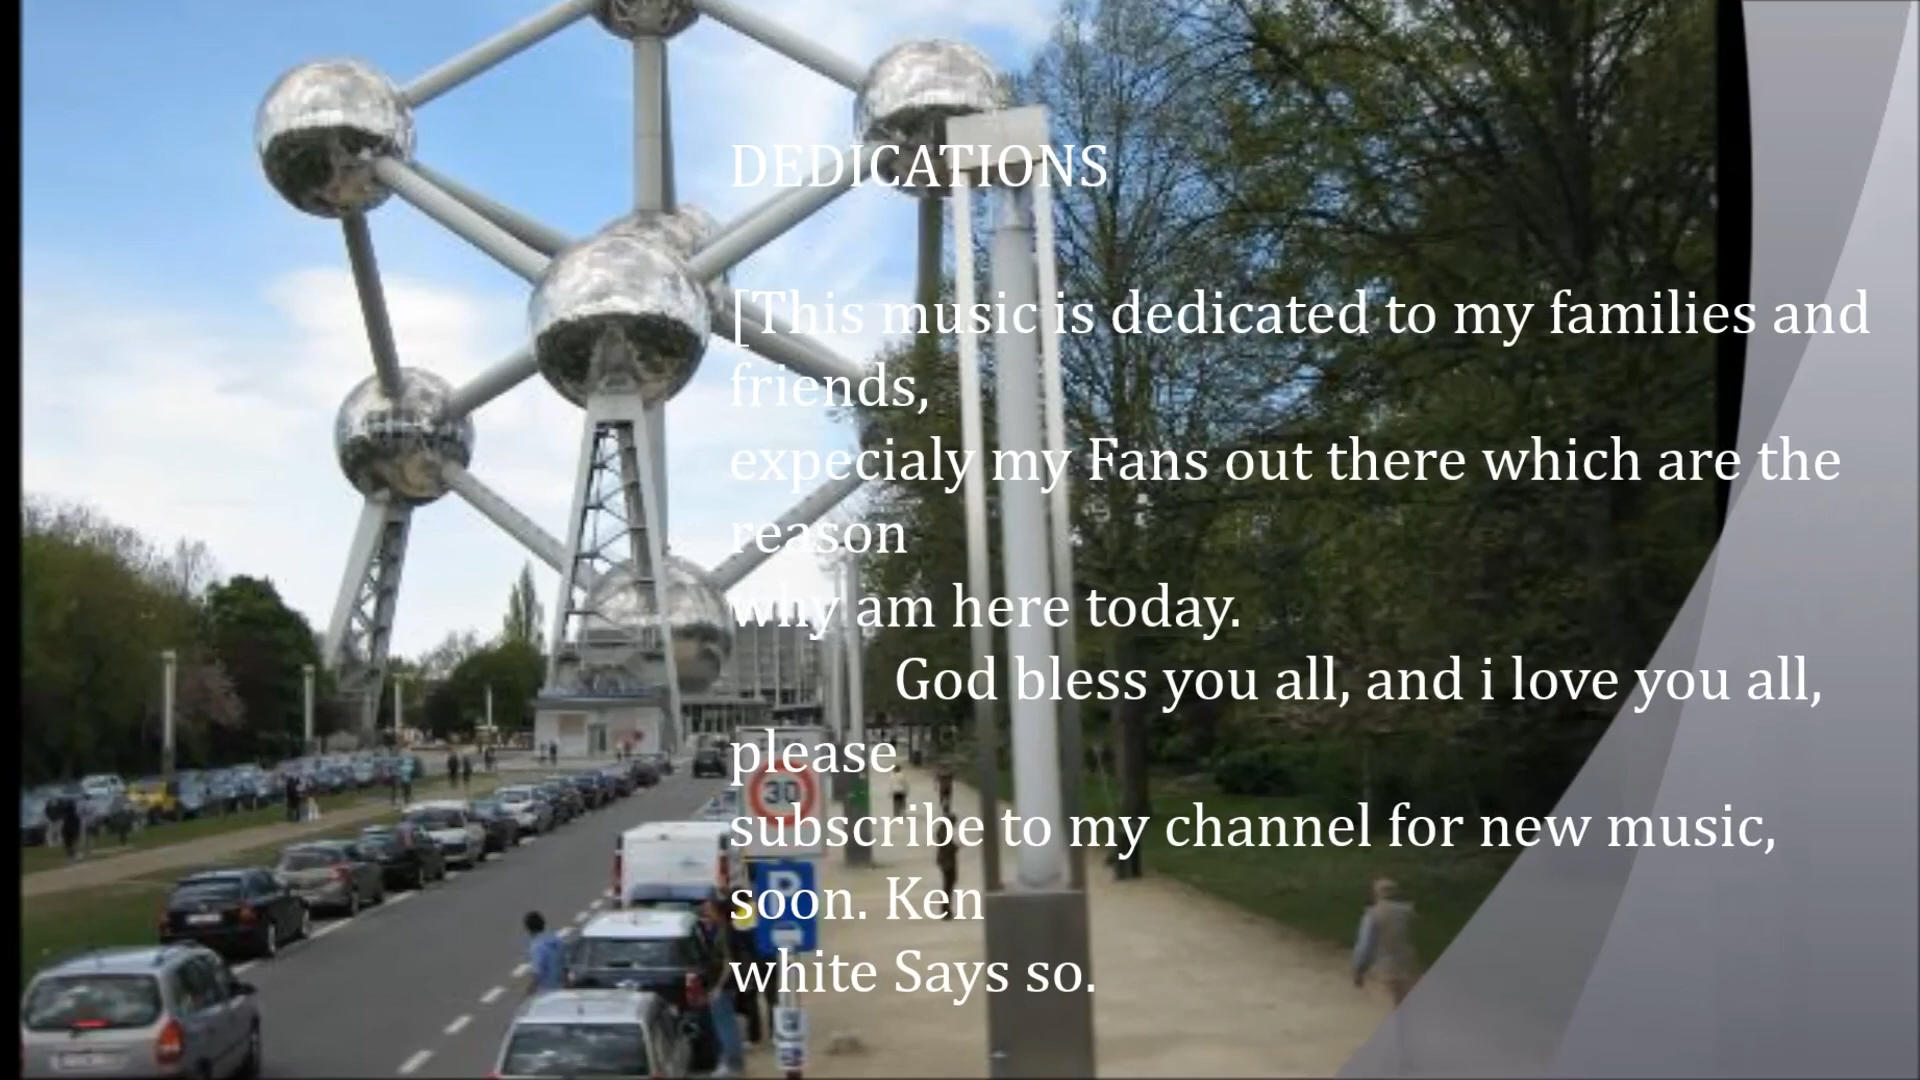 DEDICATIONS
[This music is dedicated to my families and
friends,
expecialy my Fans out there which are the
reason
why am here today.
God bless you all, and i love you all,
please
subscribe to my channel for new music,
soon. Ken
white Says so.
30
P